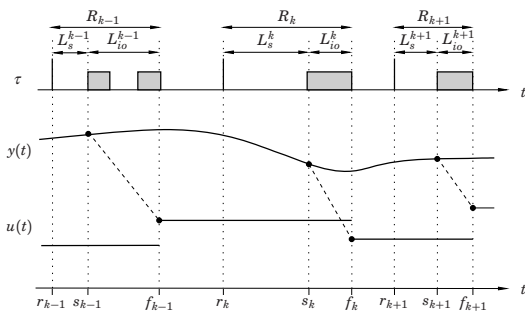 R_{k−1} R_k R_{k+1}
L_s^{k−1} L_{io}^{k−1} L_s^k L_{io}^k L_s^{k+1} L_{io}^{k+1}
τ t
y(t)
u(t)
t
r_{k−1} s_{k−1} f_{k−1} r_k s_k f_k r_{k+1} s_{k+1} f_{k+1}